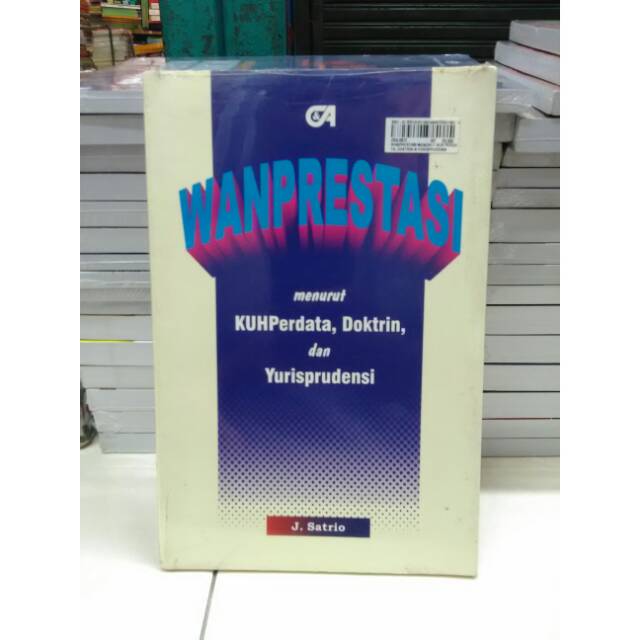 C&A
WANPRESTASI
menurut
KUHPerdata, Doktrin,
dan
Yurisprudensi
J. Satrio